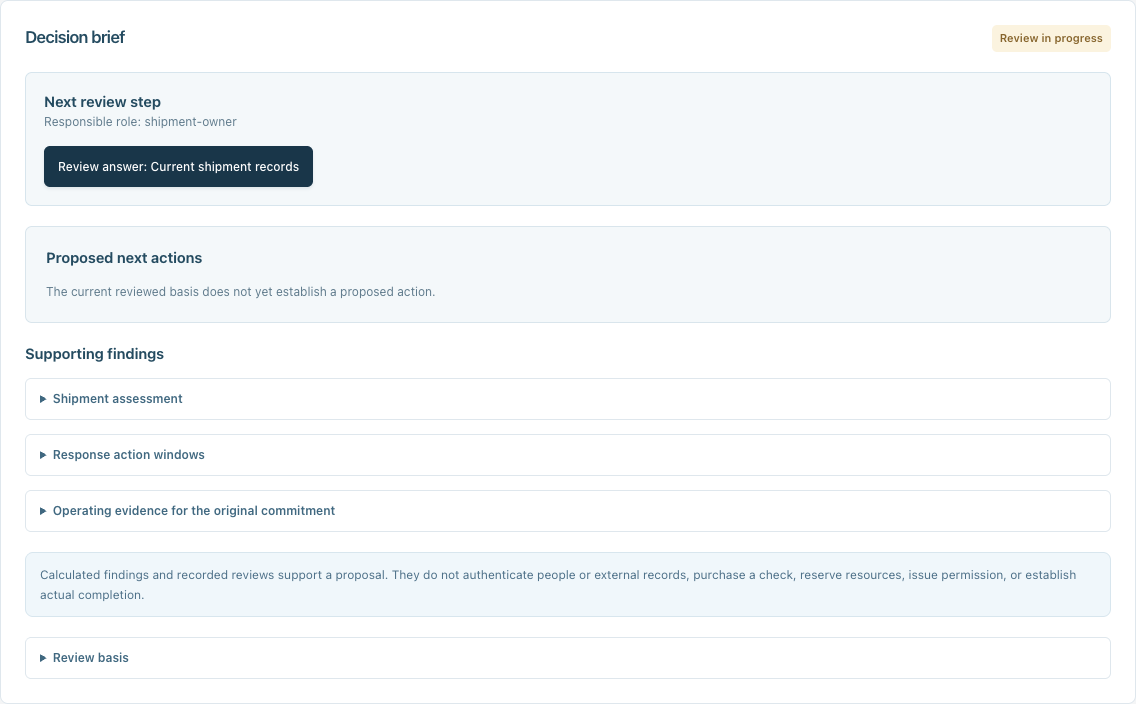 Decision brief
Review in progress
Next review step
Responsible role: shipment-owner
Review answer: Current shipment records
Proposed next actions
The current reviewed basis does not yet establish a proposed action.
Supporting findings
Shipment assessment
Response action windows
Operating evidence for the original commitment
Calculated findings and recorded reviews support a proposal. They do not authenticate people or external records, purchase a check, reserve resources, issue permission, or establish
actual completion.
Review basis